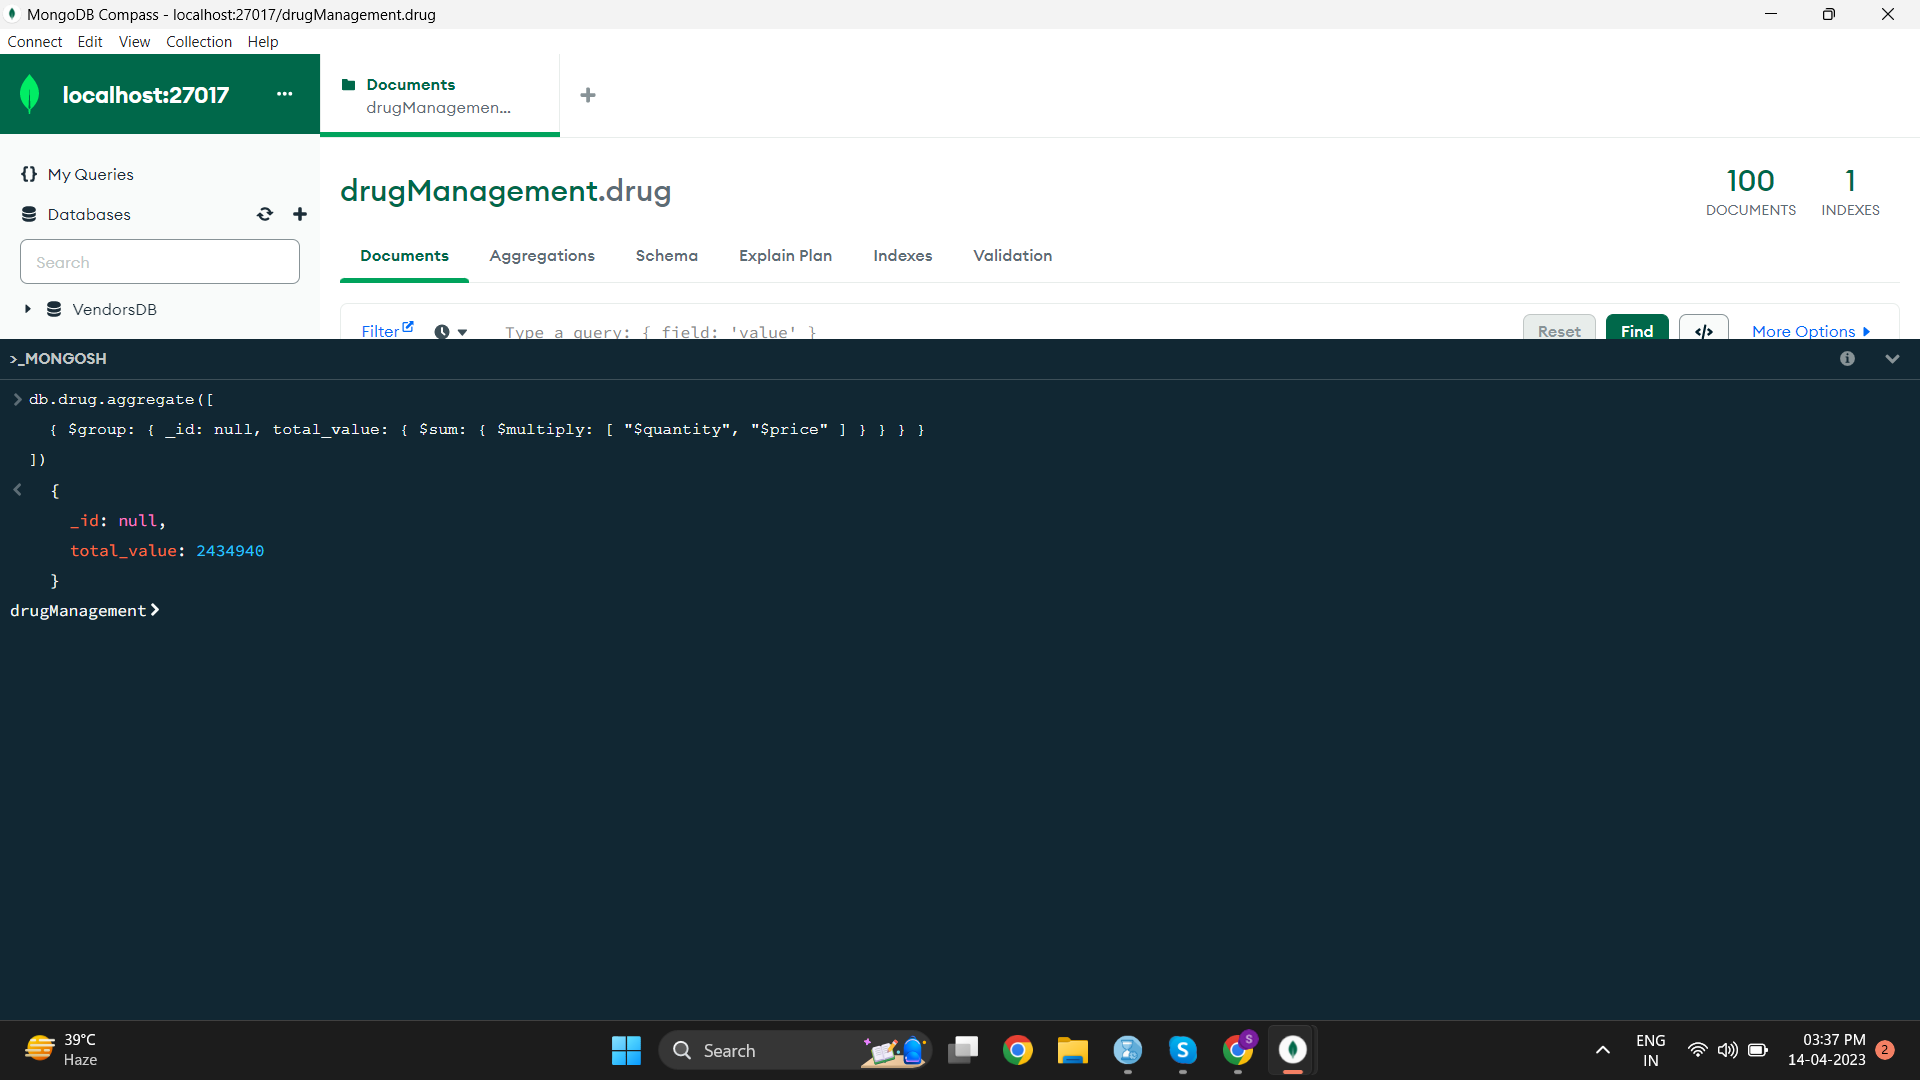 MongoDB Compass - localhost:27017/drugManagement.drug
Connect Edit View Collection Help
localhost:27017 ...
Documents
drugManagemen...
{} My Queries
Databases
Search
VendorsDB
drugManagement.drug
100
DOCUMENTS
1
INDEXES
Documents Aggregations Schema Explain Plan Indexes Validation
Filter Type a query: { field: 'value' } Reset Find </> More Options
>_MONGOSH
> db.drug.aggregate([
{ $group: { _id: null, total_value: { $sum: { $multiply: [ "$quantity", "$price" ] } } } }
])
< {
_id: null,
total_value: 2434940
}
drugManagement>
39°C
Haze
Search
S
S
ENG
IN
03:37 PM
14-04-2023
2